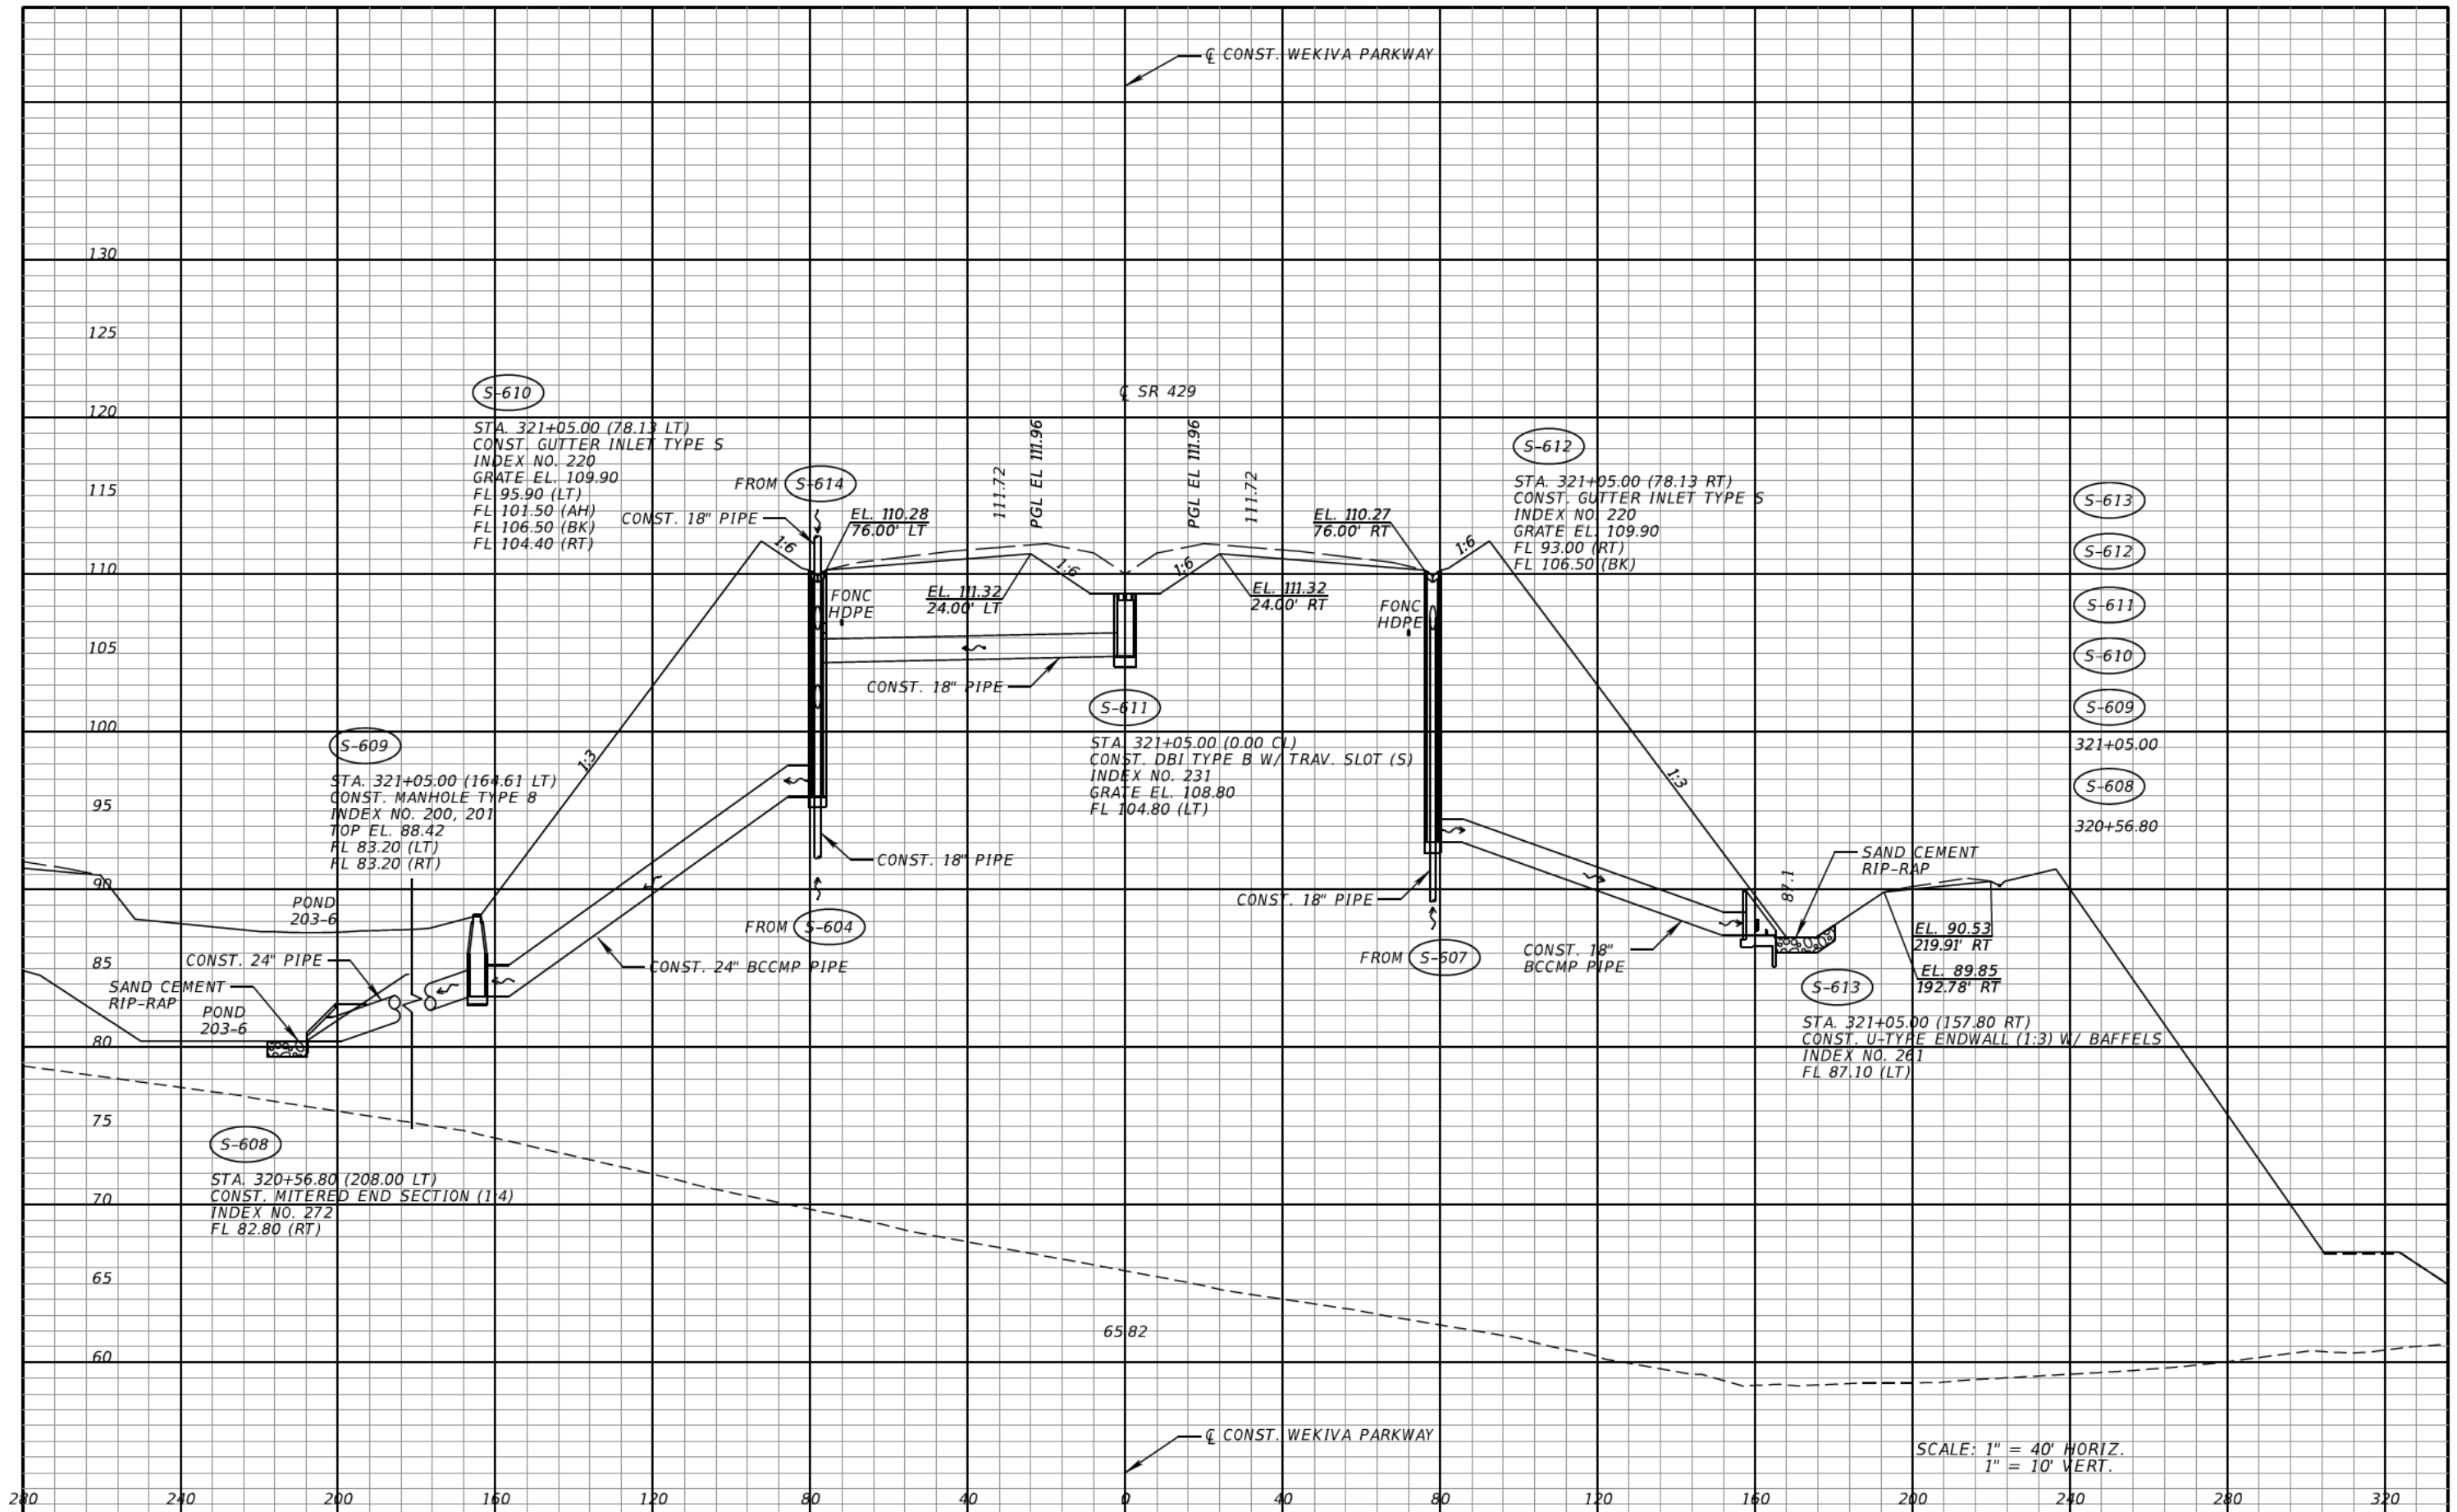 ℄ CONST. WEKIVA PARKWAY
130
125
120
115
110
105
100
95
90
85
80
75
70
65
60
S-610
STA. 321+05.00 (78.13 LT)
CONST. GUTTER INLET TYPE S
INDEX NO. 220
GRATE EL. 109.90
FL 95.90 (LT)
FL 101.50 (AH)
FL 106.50 (BK)
FL 104.40 (RT)
FROM S-614
CONST. 18" PIPE
EL. 110.28
76.00' LT
1:6
℄ SR 429
111.72
PGL EL 111.96
PGL EL 111.96
111.72
EL. 110.27
76.00' RT
1:6
S-612
STA. 321+05.00 (78.13 RT)
CONST. GUTTER INLET TYPE S
INDEX NO. 220
GRATE EL. 109.90
FL 93.00 (RT)
FL 106.50 (BK)
S-613
S-612
S-611
S-610
S-609
321+05.00
S-608
320+56.80
1:6
1:6
FONC
HDPE
EL. 111.32
24.00' LT
EL. 111.32
24.00' RT
FONC
HDPE
CONST. 18" PIPE
S-611
STA. 321+05.00 (0.00 CL)
CONST. DBI TYPE B W/ TRAV. SLOT (S)
INDEX NO. 231
GRATE EL. 108.80
FL 104.80 (LT)
S-609
STA. 321+05.00 (164.61 LT)
CONST. MANHOLE TYPE 8
INDEX NO. 200, 201
TOP EL. 88.42
FL 83.20 (LT)
FL 83.20 (RT)
1:3
1:3
CONST. 18" PIPE
FROM S-604
CONST. 24" BCCMP PIPE
POND
203-6
CONST. 24" PIPE
SAND CEMENT
RIP-RAP
POND
203-6
CONST. 18" PIPE
FROM S-607
CONST. 18"
BCCMP PIPE
87.1
SAND CEMENT
RIP-RAP
EL. 90.53
219.91' RT
EL. 89.85
192.78' RT
S-613
STA. 321+05.00 (157.80 RT)
CONST. U-TYPE ENDWALL (1:3) W/ BAFFELS
INDEX NO. 261
FL 87.10 (LT)
S-608
STA. 320+56.80 (208.00 LT)
CONST. MITERED END SECTION (1:4)
INDEX NO. 272
FL 82.80 (RT)
65.82
℄ CONST. WEKIVA PARKWAY
SCALE: 1" = 40' HORIZ.
1" = 10' VERT.
280 240 200 160 120 80 40 0 40 80 120 160 200 240 280 320